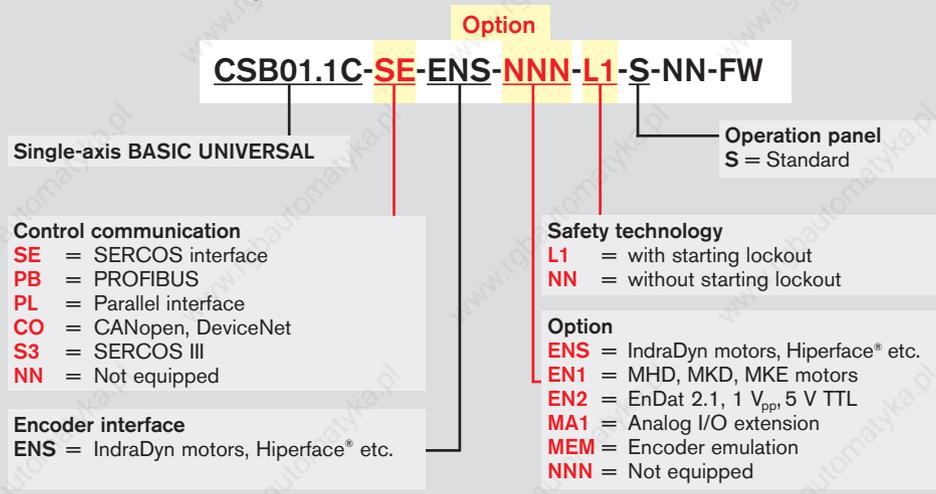 Option
CSB01.1C-SE-ENS-NNN-L1-S-NN-FW
Single-axis BASIC UNIVERSAL
Operation panel
S = Standard
Control communication
SE = SERCOS interface
PB = PROFIBUS
PL = Parallel interface
CO = CANopen, DeviceNet
S3 = SERCOS III
NN = Not equipped
Encoder interface
ENS = IndraDyn motors, Hiperface® etc.
Safety technology
L1 = with starting lockout
NN = without starting lockout
Option
ENS = IndraDyn motors, Hiperface® etc.
EN1 = MHD, MKD, MKE motors
EN2 = EnDat 2.1, 1 Vpp, 5 V TTL
MA1 = Analog I/O extension
MEM = Encoder emulation
NNN = Not equipped
www.rgbautomatyka.pl